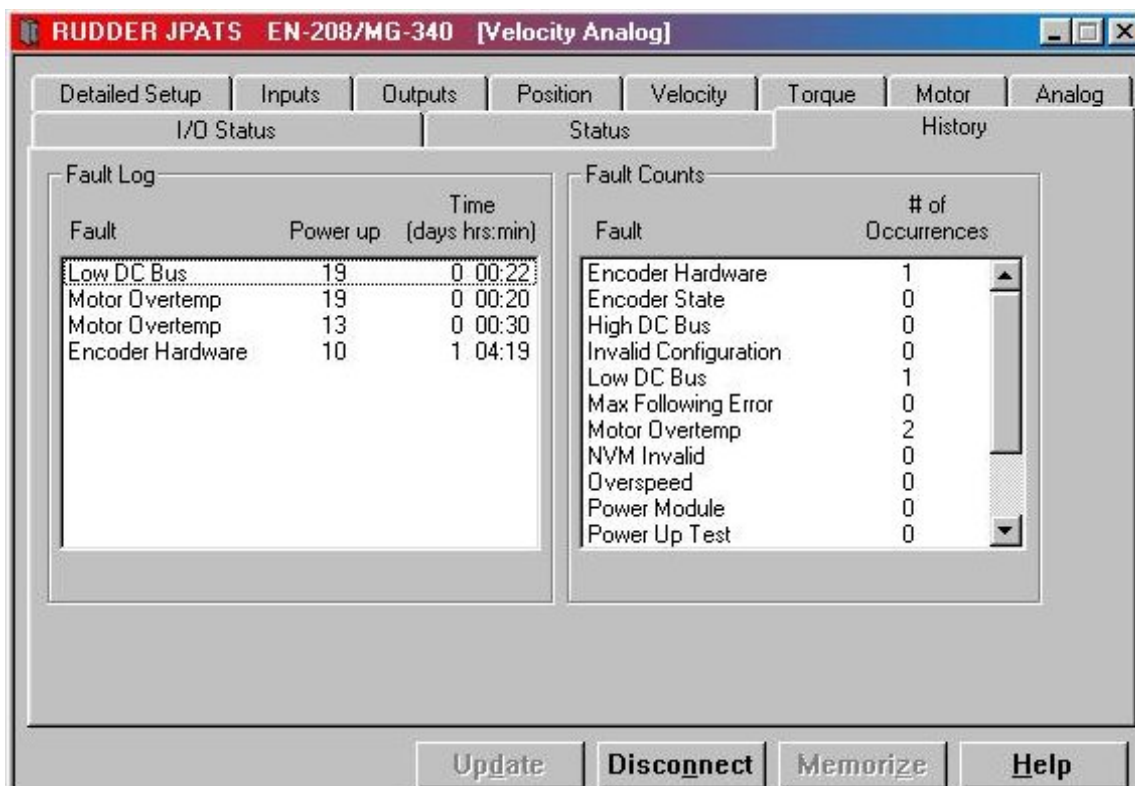 RUDDER JPATS EN-208/MG-340 [Velocity Analog]
Detailed Setup Inputs Outputs Position Velocity Torque Motor Analog
I/O Status Status History
Fault Log
Fault Power up Time (days hrs:min)
Low DC Bus 19 0 00:22
Motor Overtemp 19 0 00:20
Motor Overtemp 13 0 00:30
Encoder Hardware 10 1 04:19
Fault Counts
Fault # of Occurrences
Encoder Hardware 1
Encoder State 0
High DC Bus 0
Invalid Configuration 0
Low DC Bus 1
Max Following Error 0
Motor Overtemp 2
NVM Invalid 0
Overspeed 0
Power Module 0
Power Up Test 0
Update Disconnect Memorize Help